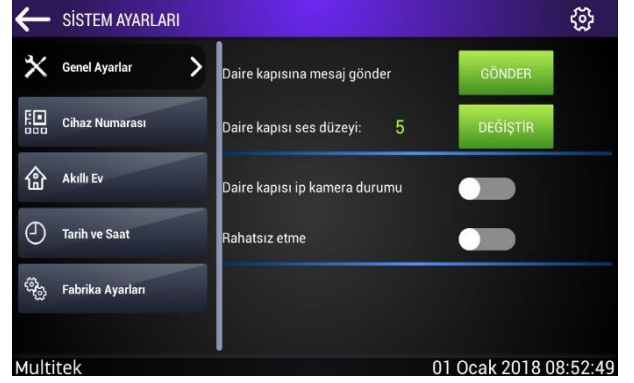 SİSTEM AYARLARI
Genel Ayarlar
Cihaz Numarası
Akıllı Ev
Tarih ve Saat
Fabrika Ayarları
Daire kapısına mesaj gönder
GÖNDER
Daire kapısı ses düzeyi: 5
DEĞİŞTİR
Daire kapısı ip kamera durumu
Rahatsız etme
Multitek
01 Ocak 2018 08:52:49